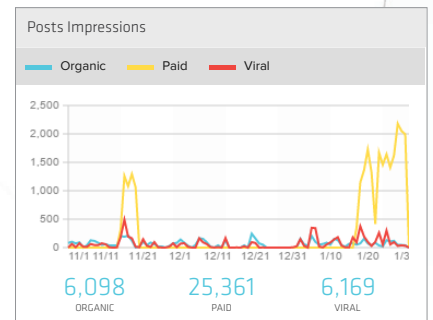 Posts Impressions
Organic Paid Viral
2,500
2,000
1,500
1,000
500
0
11/1 11/11 11/21 12/1 12/11 12/21 12/31 1/10 1/20 1/3
6,098 25,361 6,169
ORGANIC PAID VIRAL